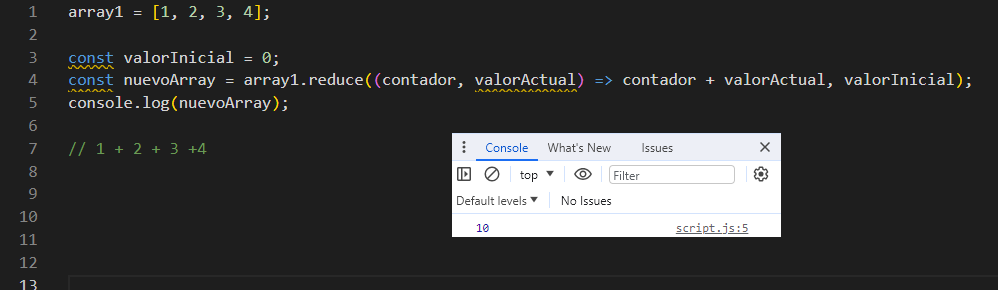 1 array1 = [1, 2, 3, 4];
2
3 const valorInicial = 0;
4 const nuevoArray = array1.reduce((contador, valorActual) => contador + valorActual, valorInicial);
5 console.log(nuevoArray);
6
7 // 1 + 2 + 3 +4
8
9
10
11
12
13
Console What's New Issues
top Filter
Default levels No Issues
10 script.js:5